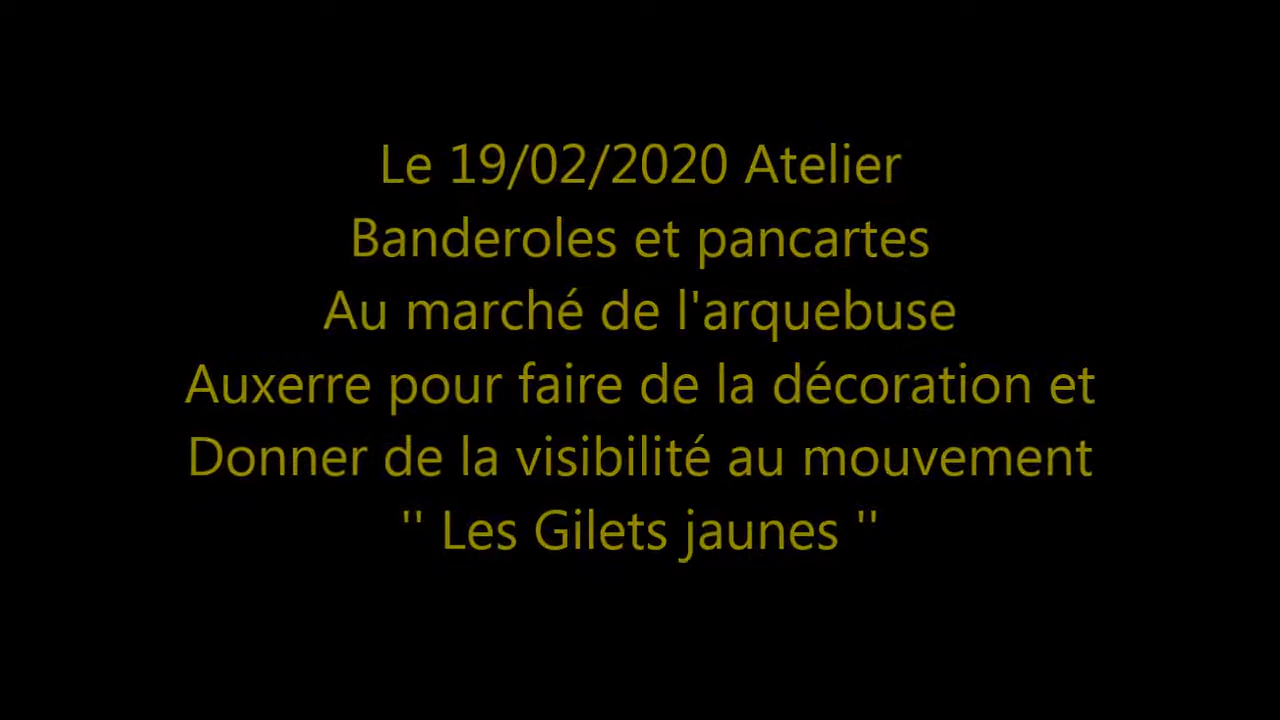 Le 19/02/2020 Atelier
Banderoles et pancartes
Au marché de l'arquebuse
Auxerre pour faire de la décoration et
Donner de la visibilité au mouvement
'' Les Gilets jaunes ''